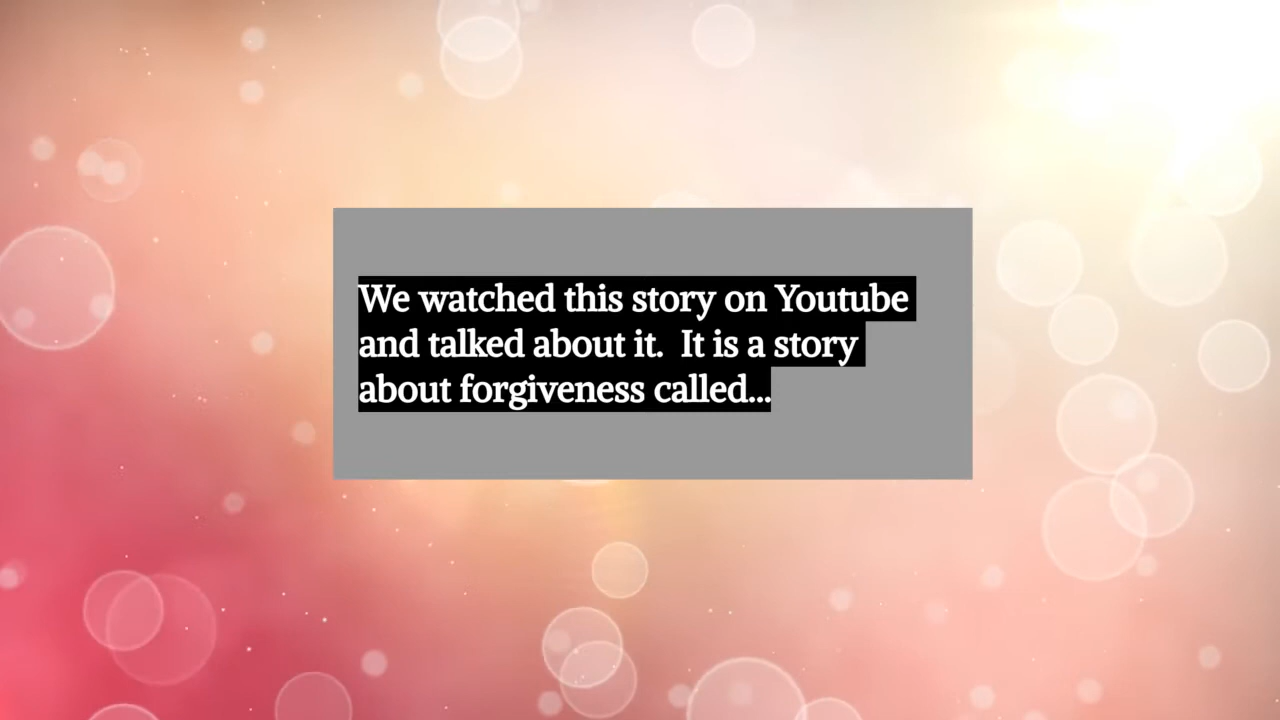 We watched this story on Youtube
and talked about it.  It is a story
about forgiveness called...